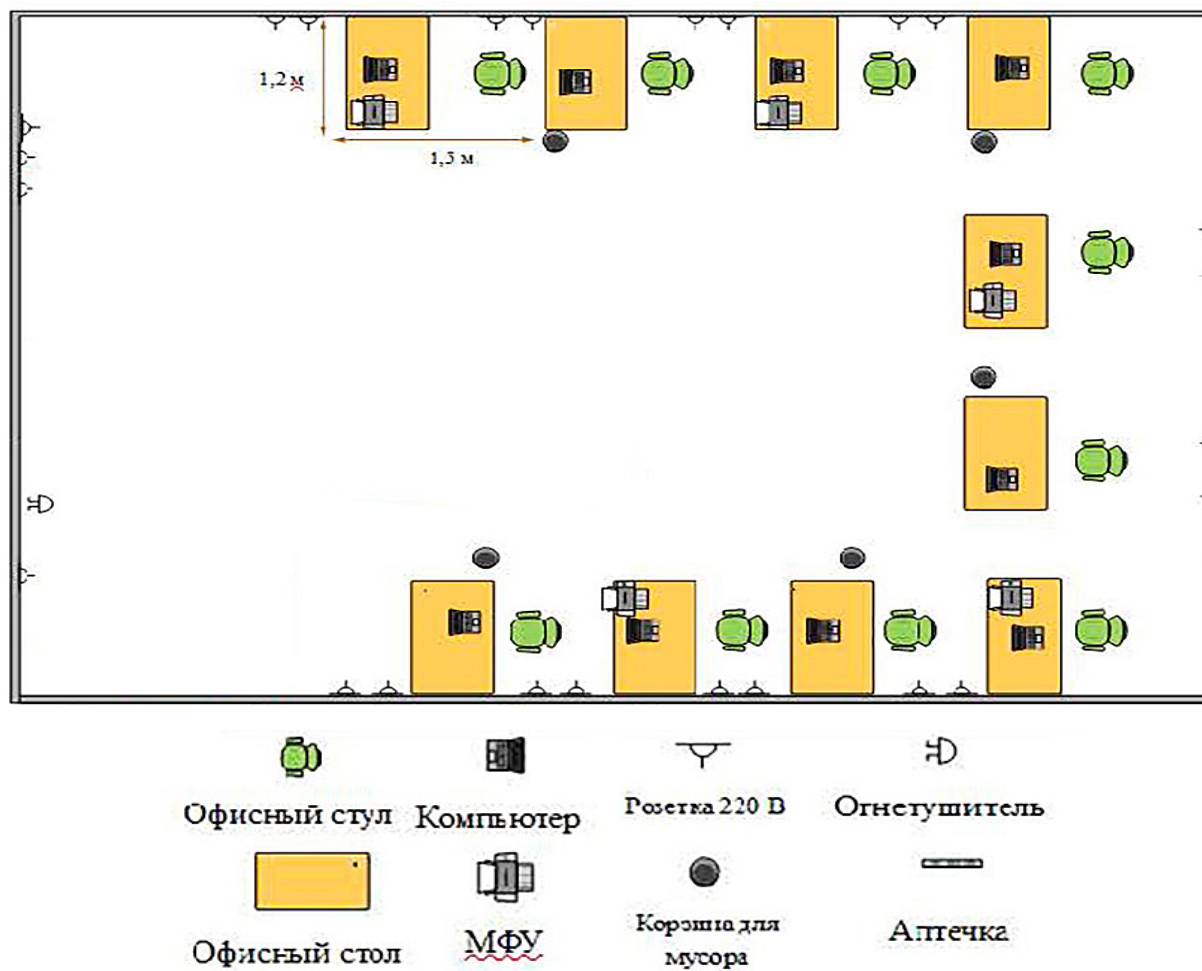 1,2 м
1,5 м
Офисный стул
Компьютер
Розетка 220 В
Огнетушитель
Офисный стол
МФУ
Корзина для
мусора
Аптечка